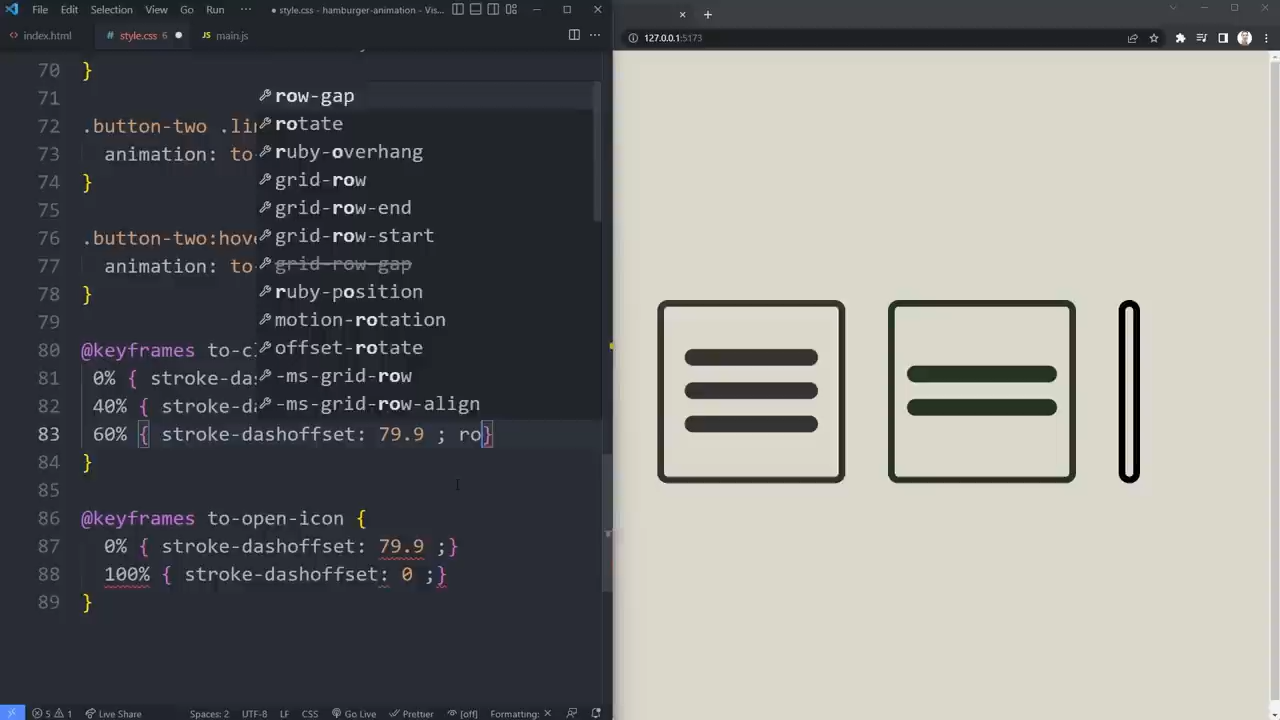 File Edit Selection View Go Run ··· ● style.css - hamburger-animation - Vis...
index.html style.css 6 ● JS main.js
127.0.0.1:5173
70 }
71
72 .button-two .li
73 animation: to
74 }
75
76 .button-two:hov
77 animation: to
78 }
79
80 @keyframes to-c
81 0% { stroke-da
82 40% { stroke-d
83 60% { stroke-dashoffset: 79.9 ; ro}
84 }
85
86 @keyframes to-open-icon {
87 0% { stroke-dashoffset: 79.9 ;}
88 100% { stroke-dashoffset: 0 ;}
89 }
row-gap
rotate
ruby-overhang
grid-row
grid-row-end
grid-row-start
grid-row-gap
ruby-position
motion-rotation
offset-rotate
-ms-grid-row
-ms-grid-row-align
5 1 Live Share Spaces: 2 UTF-8 LF CSS Go Live Prettier [off] Formatting: ×